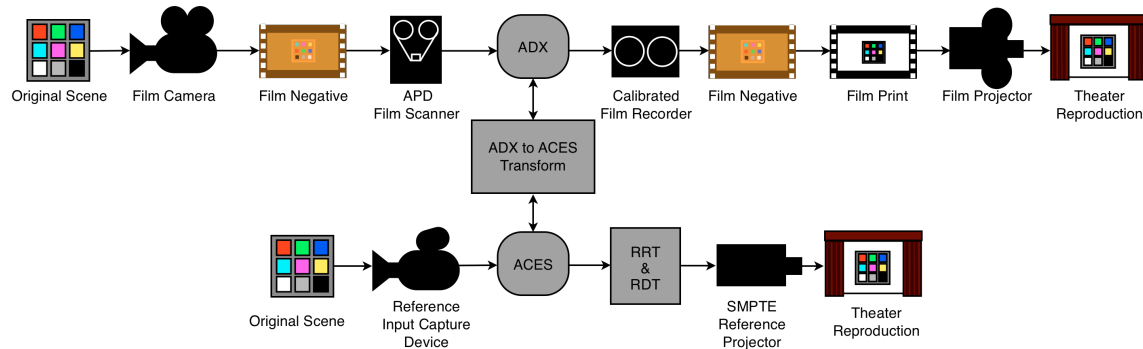 ADX
Original Scene
Film Camera
Film Negative
APD
Film Scanner
Calibrated
Film Recorder
Film Negative
Film Print
Film Projector
Theater
Reproduction
ADX to ACES
Transform
ACES
RRT
&
RDT
Original Scene
Reference
Input Capture
Device
SMPTE
Reference
Projector
Theater
Reproduction